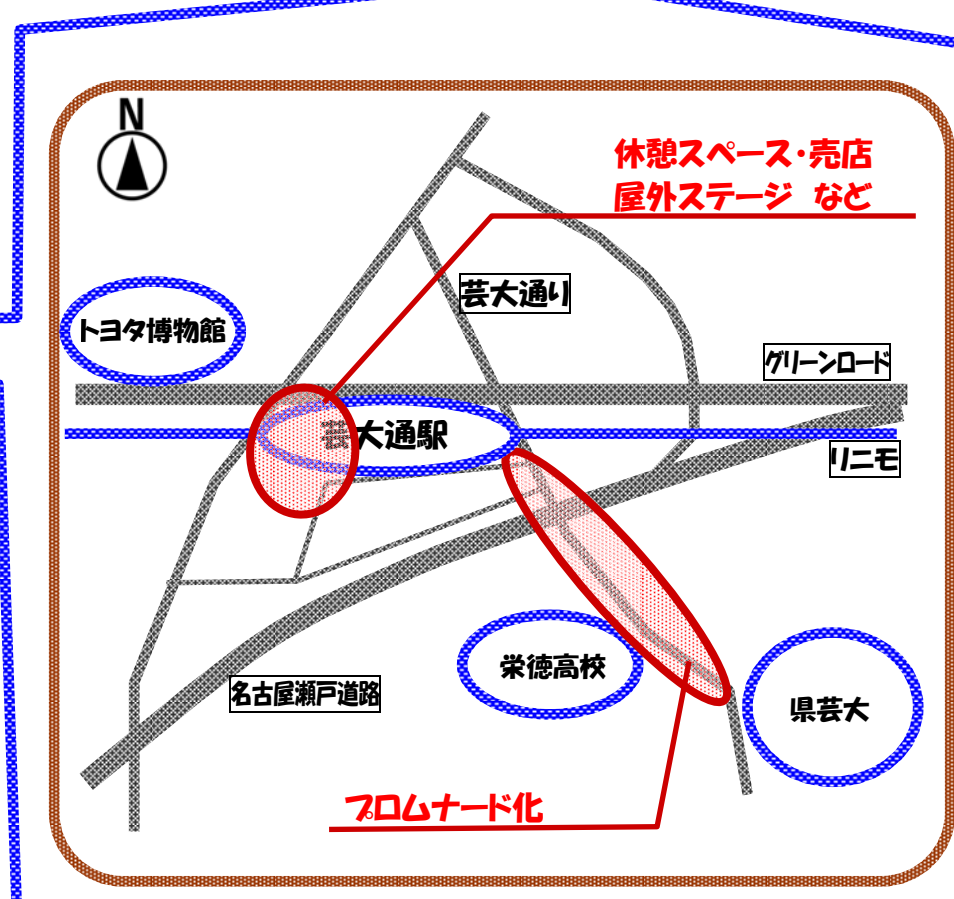 N
休憩スペース・売店
屋外ステージ　など
芸大通り
トヨタ博物館
グリーンロード
芸大通駅
リニモ
栄徳高校
名古屋瀬戸道路
県芸大
プロムナード化